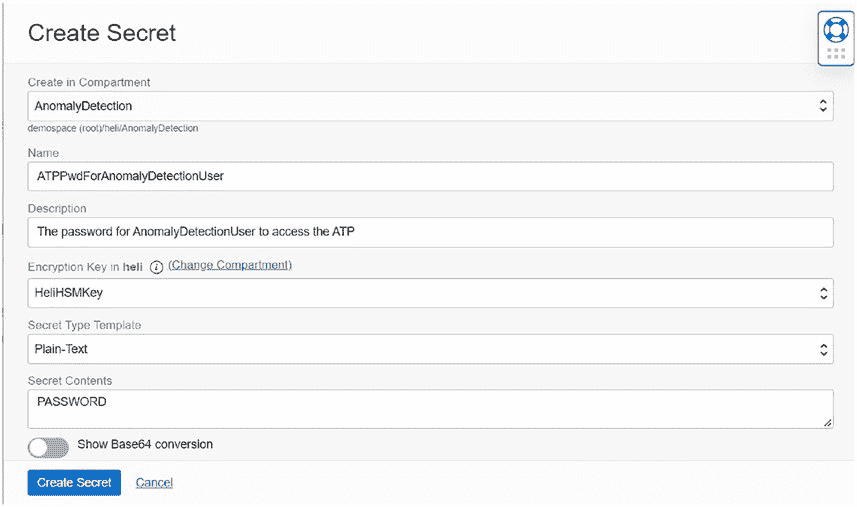 Create Secret
Create in Compartment
AnomalyDetection
demospace (root)/heli/AnomalyDetection
Name
ATPPwdForAnomalyDetectionUser
Description
The password for AnomalyDetectionUser to access the ATP
Encryption Key in heli (Change Compartment)
HeliHSMKey
Secret Type Template
Plain-Text
Secret Contents
PASSWORD
Show Base64 conversion
Create Secret Cancel